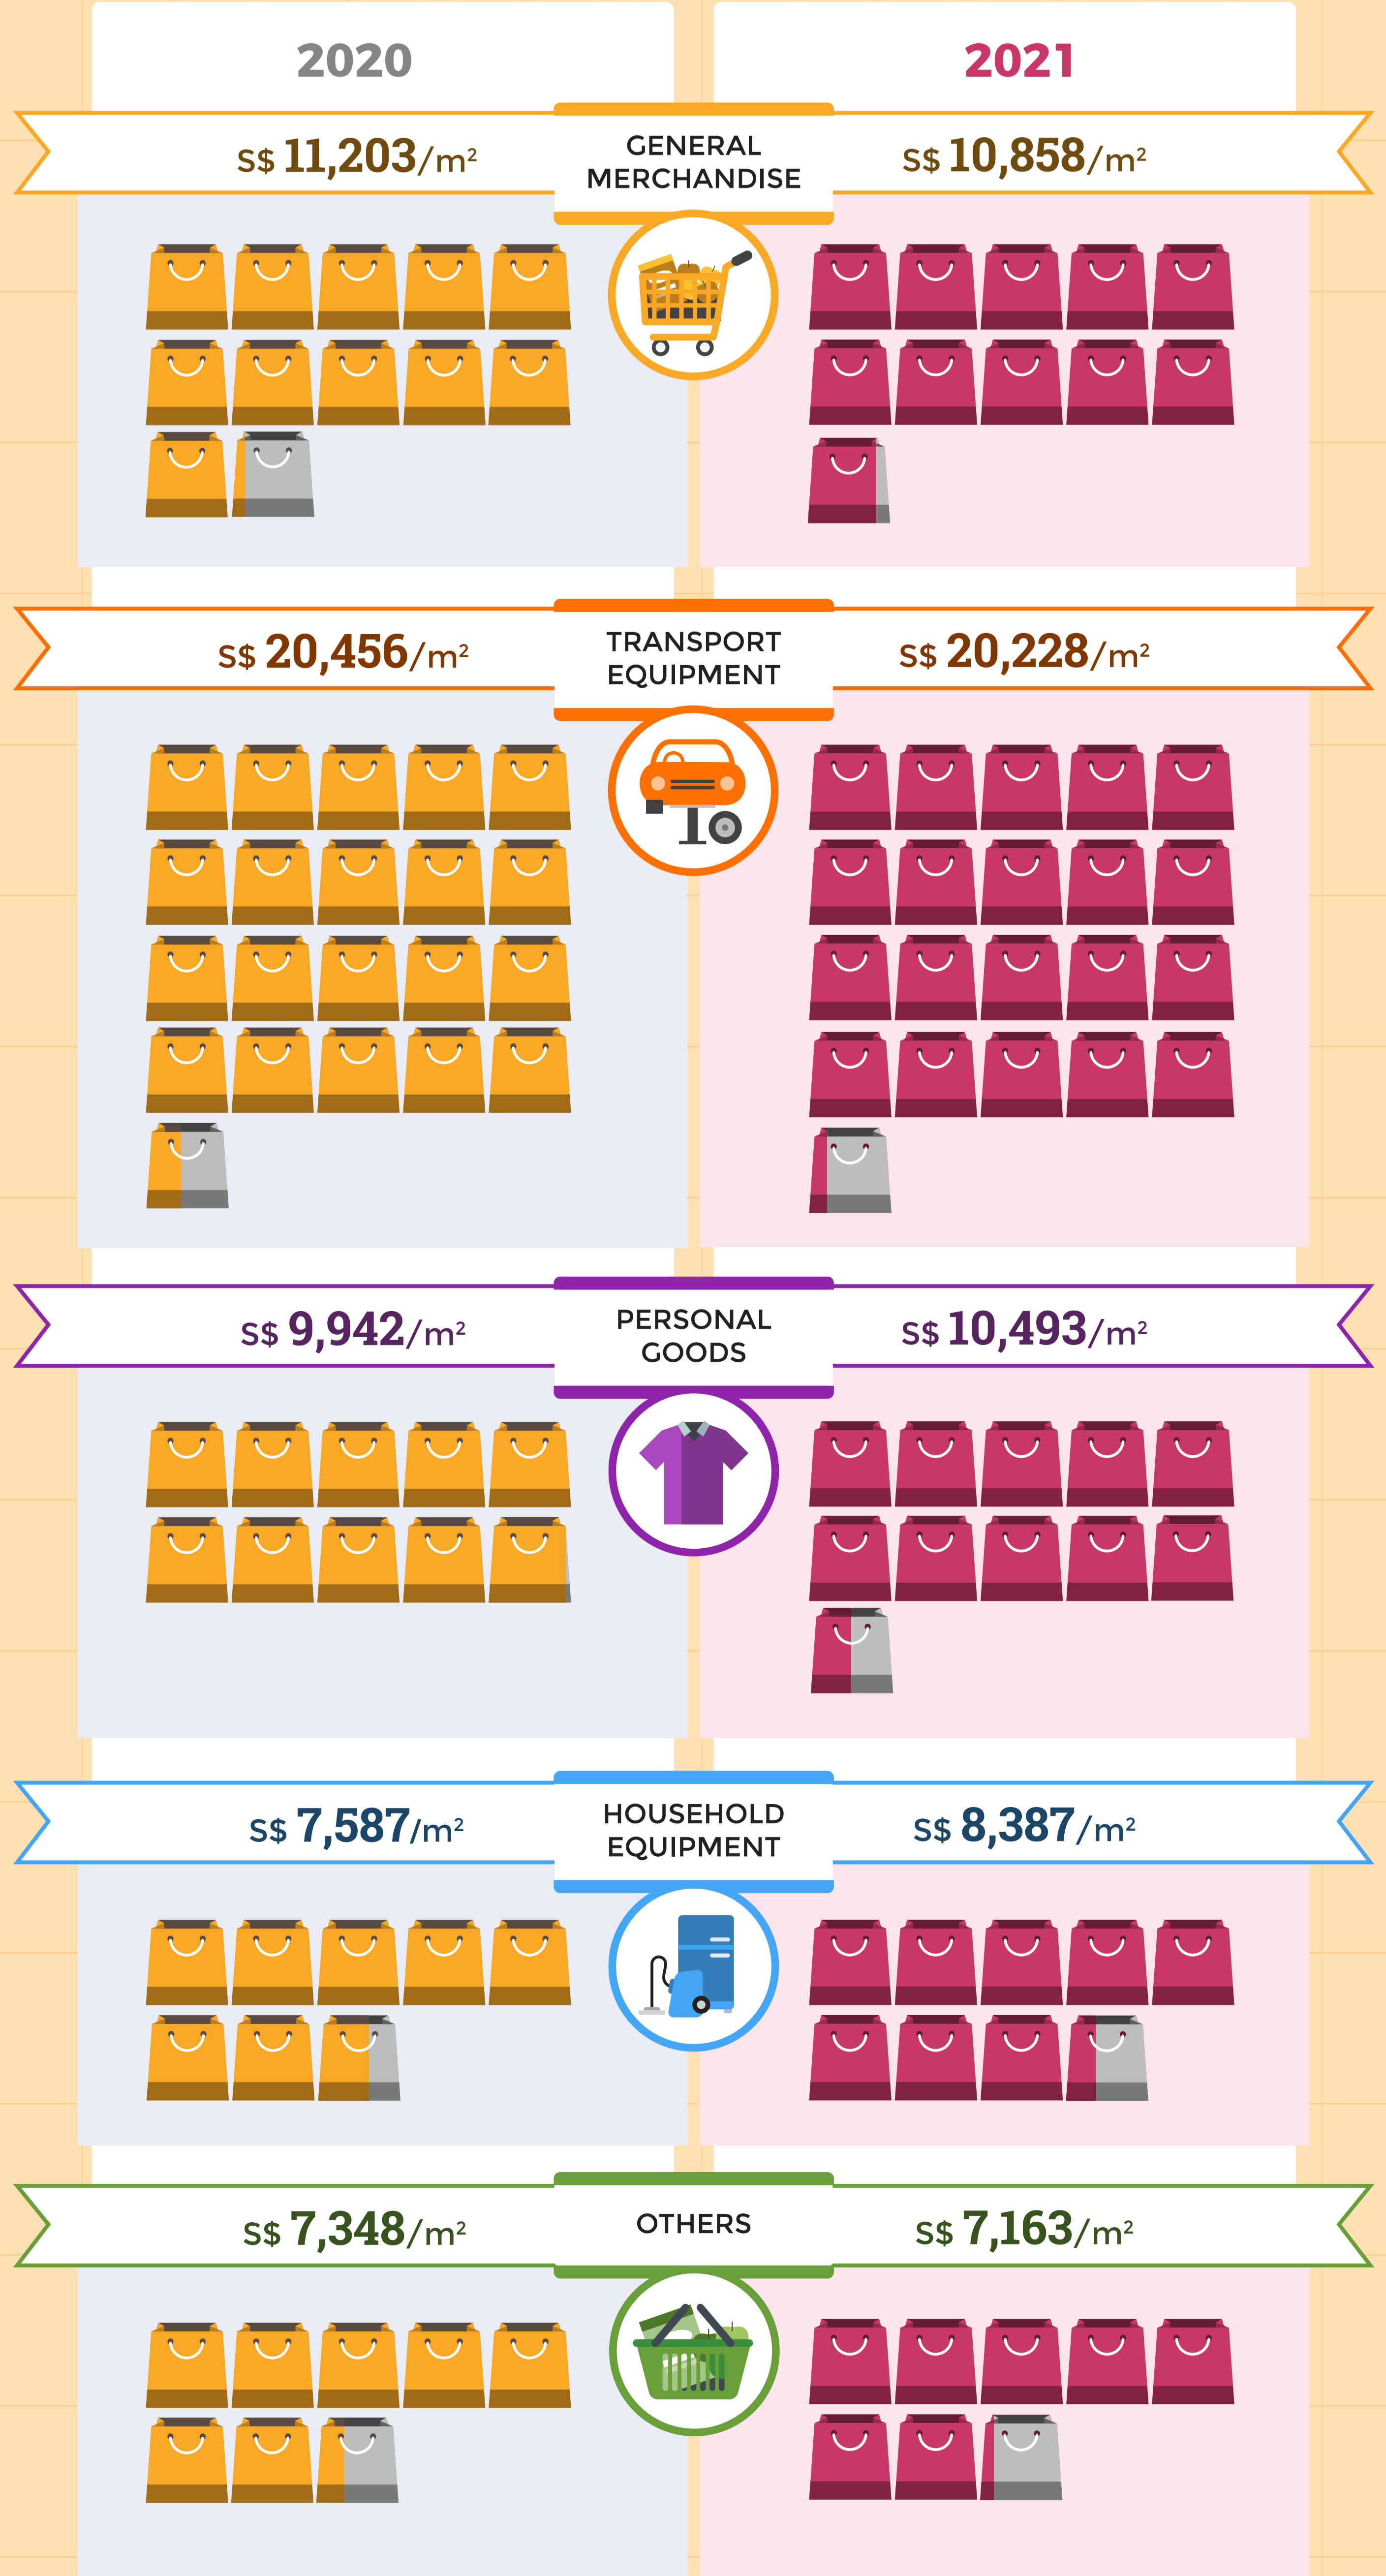 2020
2021
S$ 11,203/m²
GENERAL
MERCHANDISE
S$ 10,858/m²
S$ 20,456/m²
TRANSPORT
EQUIPMENT
S$ 20,228/m²
S$ 9,942/m²
PERSONAL
GOODS
S$ 10,493/m²
S$ 7,587/m²
HOUSEHOLD
EQUIPMENT
S$ 8,387/m²
S$ 7,348/m²
OTHERS
S$ 7,163/m²